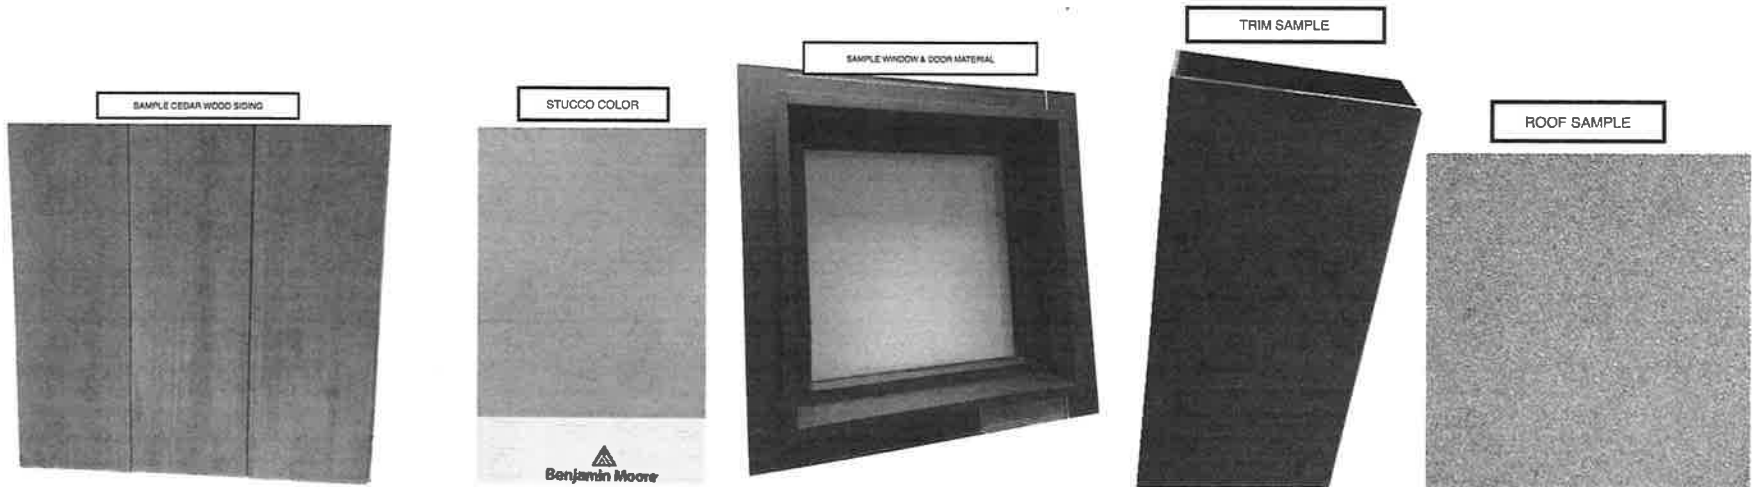 SAMPLE CEDAR WOOD SIDING
STUCCO COLOR
SAMPLE WINDOW & DOOR MATERIAL
TRIM SAMPLE
ROOF SAMPLE
Benjamin Moore